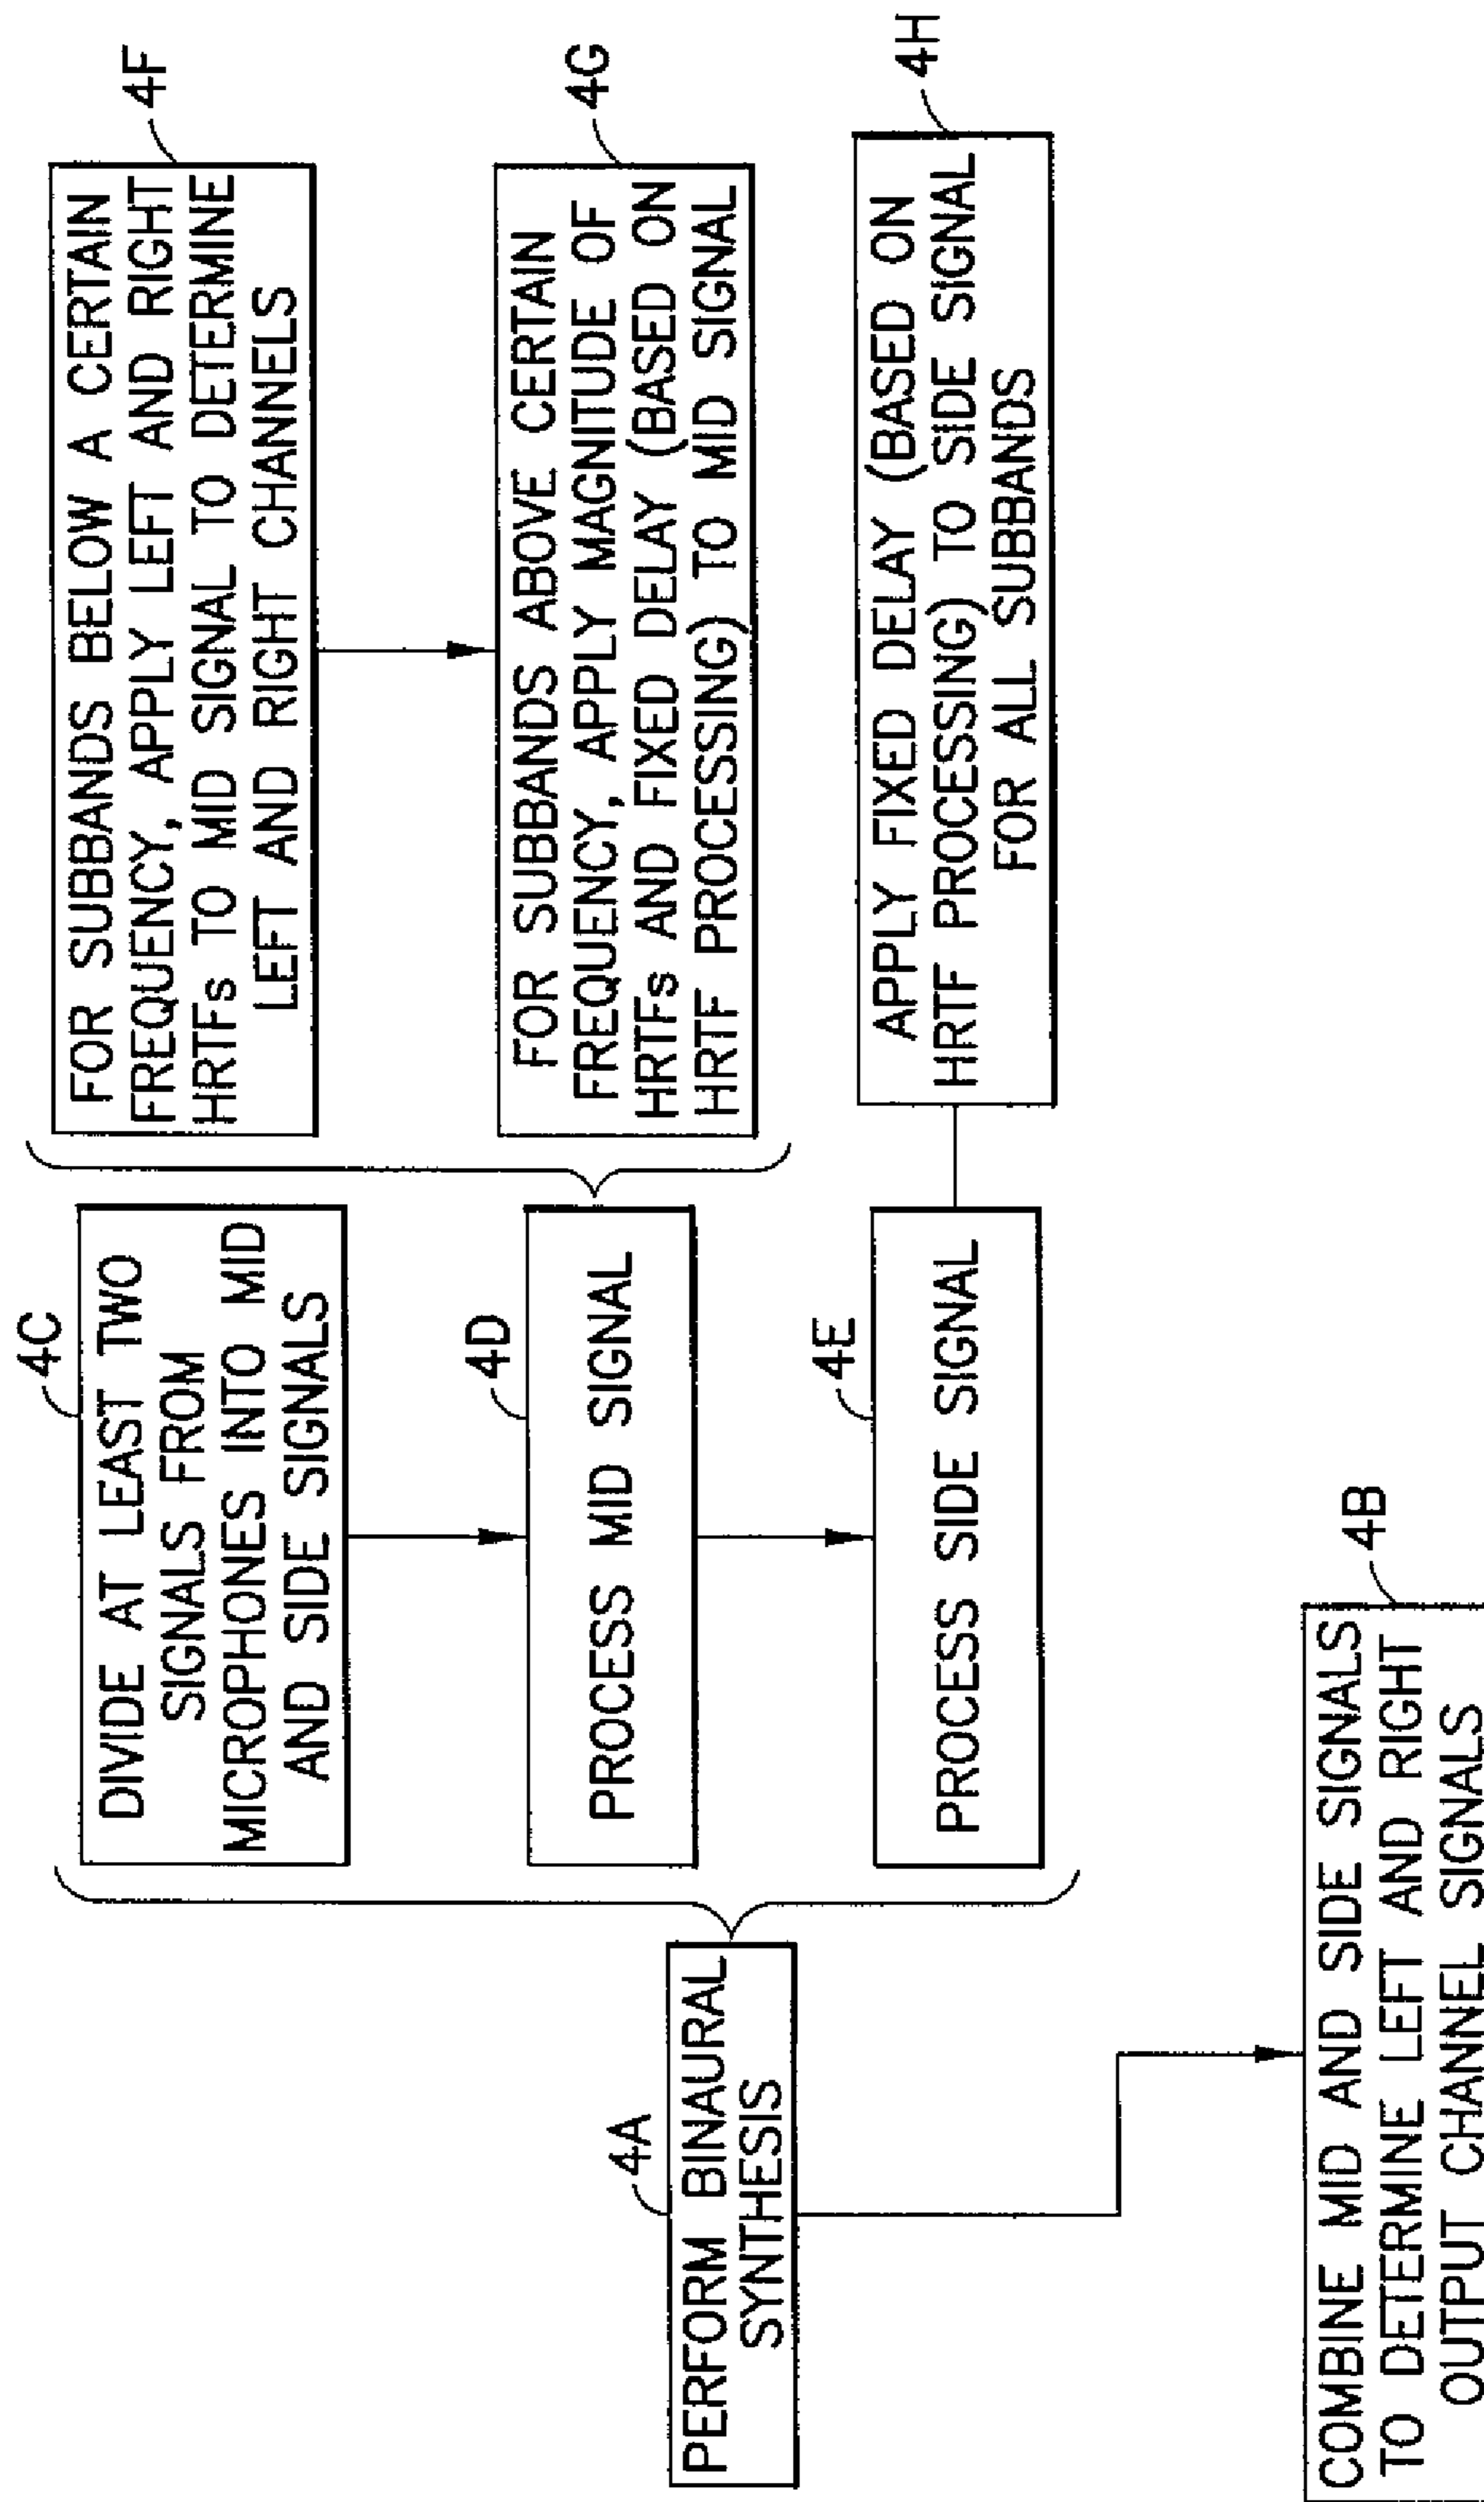 4A
PERFORM BINAURAL
SYNTHESIS
4C
DIVIDE AT LEAST TWO
SIGNALS FROM
MICROPHONES INTO MID
AND SIDE SIGNALS
4D
PROCESS MID SIGNAL
4E
PROCESS SIDE SIGNAL
4F
FOR SUBBANDS BELOW A CERTAIN
FREQUENCY, APPLY LEFT AND RIGHT
HRTFs TO MID SIGNAL TO DETERMINE
LEFT AND RIGHT CHANNELS
4G
FOR SUBBANDS ABOVE CERTAIN
FREQUENCY, APPLY MAGNITUDE OF
HRTFs AND FIXED DELAY (BASED ON
HRTF PROCESSING) TO MID SIGNAL
4H
APPLY FIXED DELAY (BASED ON
HRTF PROCESSING) TO SIDE SIGNAL
FOR ALL SUBBANDS
4B
COMBINE MID AND SIDE SIGNALS
TO DETERMINE LEFT AND RIGHT
OUTPUT CHANNEL SIGNALS